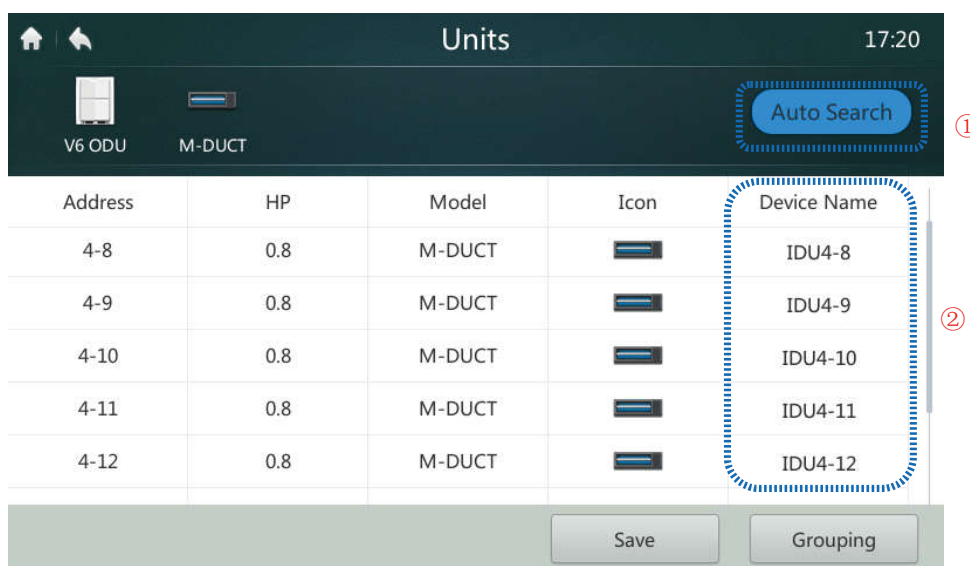 Units 17:20
Auto Search
①
V6 ODU M-DUCT
Address HP Model Icon Device Name
4-8 0.8 M-DUCT IDU4-8
4-9 0.8 M-DUCT IDU4-9
②
4-10 0.8 M-DUCT IDU4-10
4-11 0.8 M-DUCT IDU4-11
4-12 0.8 M-DUCT IDU4-12
Save Grouping